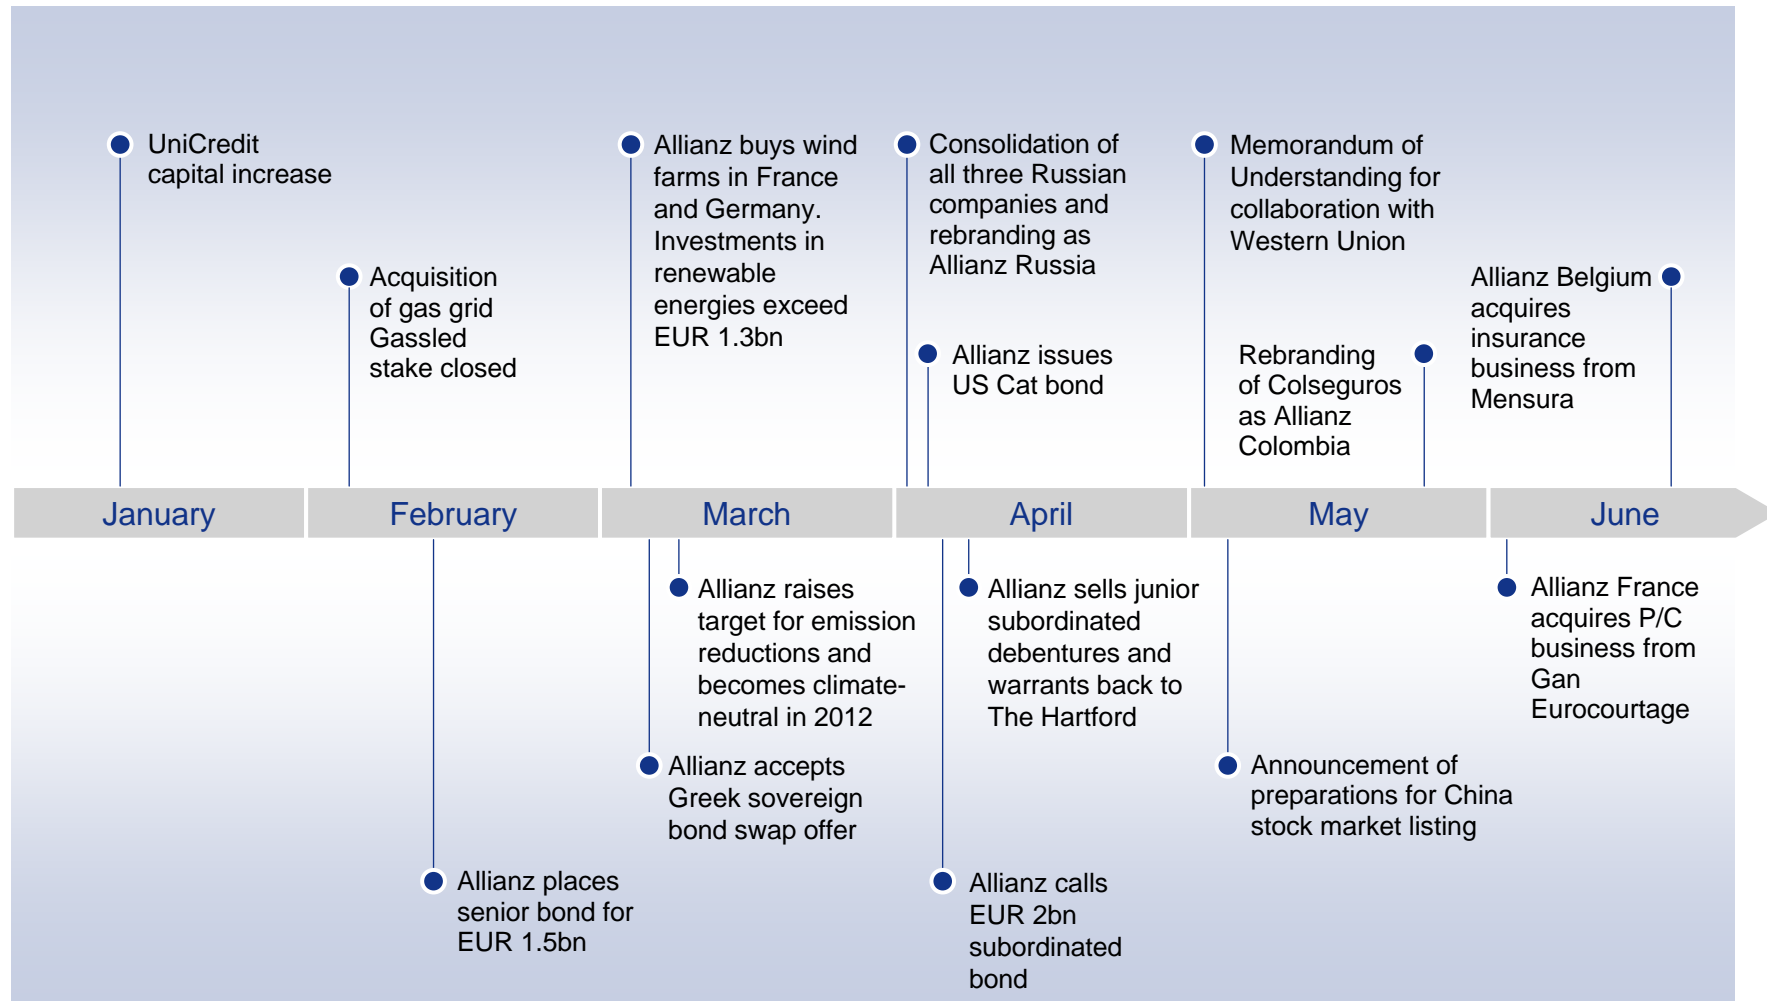 UniCredit
capital increase
Acquisition
of gas grid
Gassled
stake closed
Allianz buys wind
farms in France
and Germany.
Investments in
renewable
energies exceed
EUR 1.3bn
Consolidation of
all three Russian
companies and
rebranding as
Allianz Russia
Allianz issues
US Cat bond
Memorandum of
Understanding for
collaboration with
Western Union
Rebranding
of Colseguros
as Allianz
Colombia
Allianz Belgium
acquires
insurance
business from
Mensura
January
February
March
April
May
June
Allianz places
senior bond for
EUR 1.5bn
Allianz raises
target for emission
reductions and
becomes climate-
neutral in 2012
Allianz accepts
Greek sovereign
bond swap offer
Allianz sells junior
subordinated
debentures and
warrants back to
The Hartford
Allianz calls
EUR 2bn
subordinated
bond
Announcement of
preparations for China
stock market listing
Allianz France
acquires P/C
business from
Gan
Eurocourtage